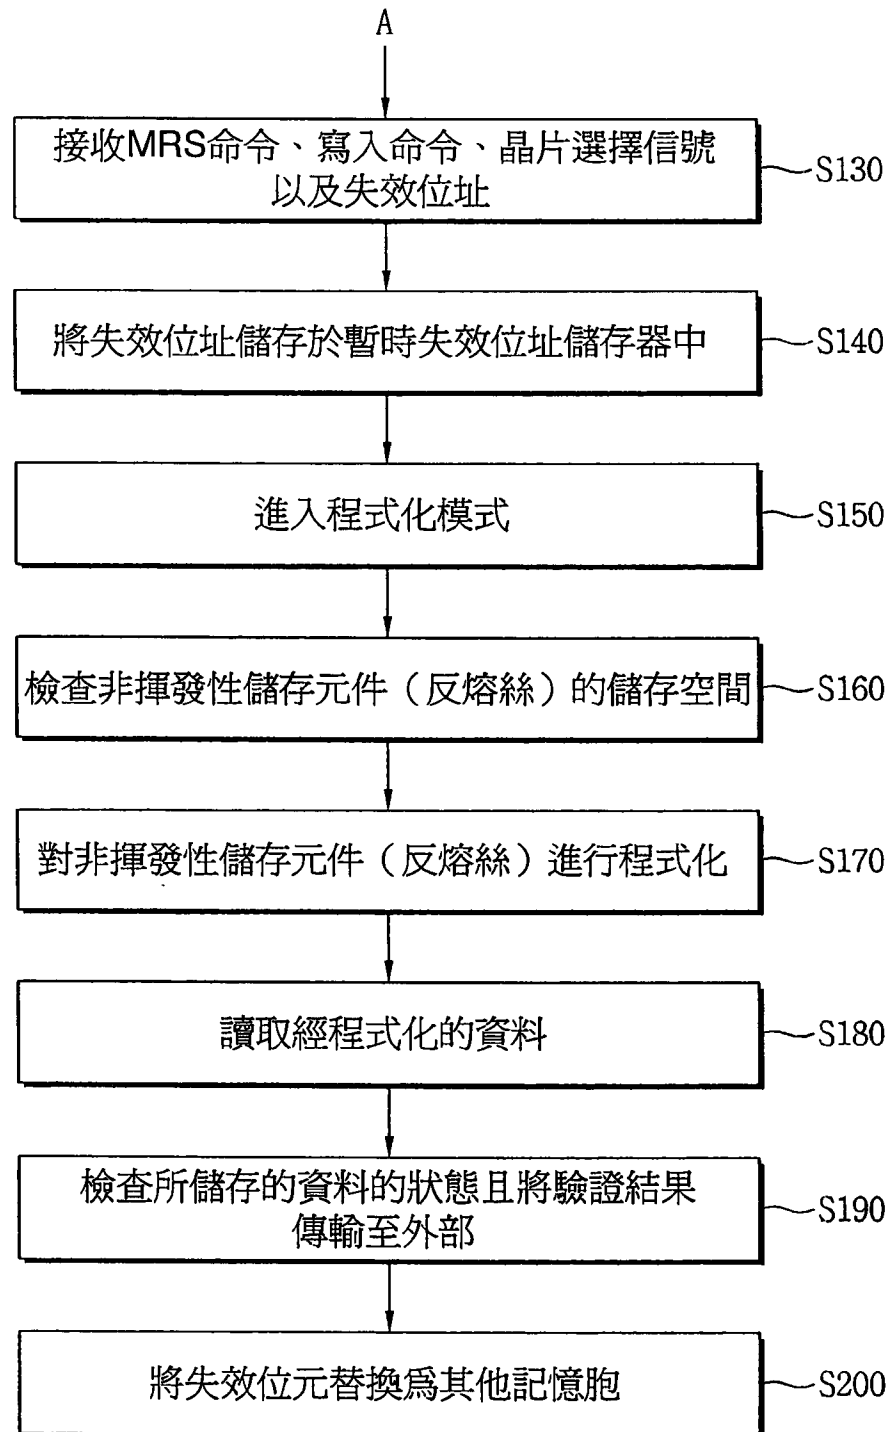 A
接收MRS命令、寫入命令、晶片選擇信號
以及失效位址
S130
將失效位址儲存於暫時失效位址儲存器中
S140
進入程式化模式
S150
檢查非揮發性儲存元件（反熔絲）的儲存空間
S160
對非揮發性儲存元件（反熔絲）進行程式化
S170
讀取經程式化的資料
S180
檢查所儲存的資料的狀態且將驗證結果
傳輸至外部
S190
將失效位元替換爲其他記憶胞
S200